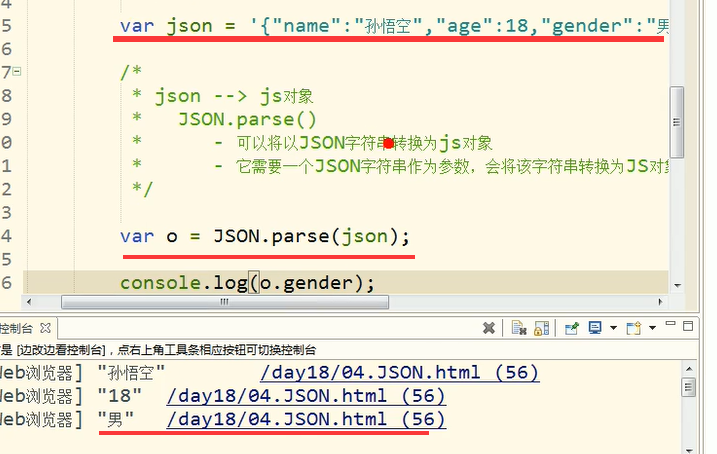 4
5 var json = '{"name":"孙悟空","age":18,"gender":"男
6
7 /*
8 * json --> js对象
9 * JSON.parse()
0 * - 可以将以JSON字符串转换为js对象
1 * - 它需要一个JSON字符串作为参数，会将该字符串转换为JS对象
2 */
3
4 var o = JSON.parse(json);
5
6 console.log(o.gender);
控制台
是 [边改边看控制台]，点右上角工具条相应按钮可切换控制台
Web浏览器] "孙悟空" /day18/04.JSON.html (56)
Web浏览器] "18" /day18/04.JSON.html (56)
Web浏览器] "男" /day18/04.JSON.html (56)